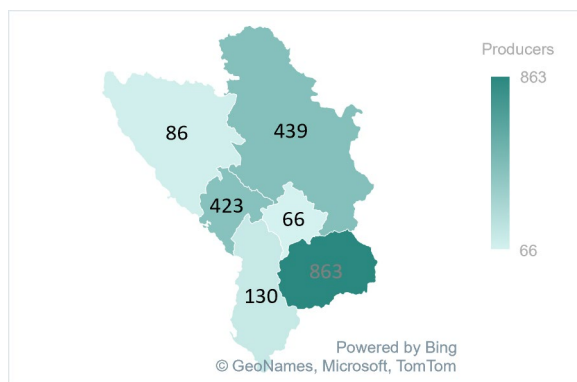 Producers
863
86
439
423
66
66
863
130
Powered by Bing
© GeoNames, Microsoft, TomTom